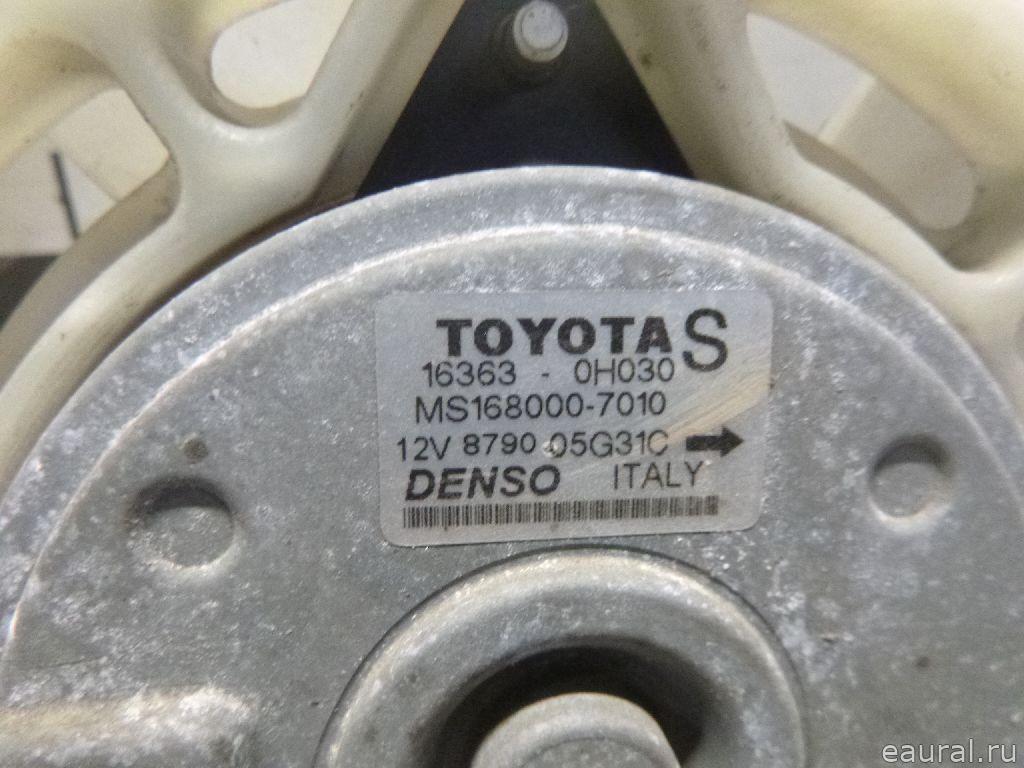 TOYOTA S
16363 - 0H030
MS168000-7010
12V 8790 05G31C
DENSO ITALY
eaural.ru